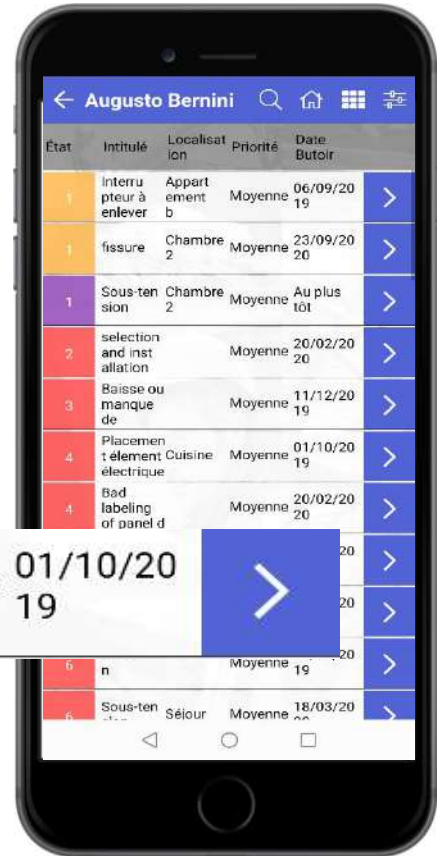 Augusto Bernini
État Intitulé Localisat Priorité Date
ion Butoir
1 Interru Appart Moyenne 06/09/20
pteur à ement 19
enlever b
1 fissure Chambre Moyenne 23/09/20
2 20
1 Sous-ten Chambre Moyenne Au plus
sion 2 tôt
2 selection Moyenne 20/02/20
and inst 20
allation
3 Baisse ou Moyenne 11/12/20
manque 19
de
4 Placemen Cuisine Moyenne 01/10/20
t élement 19
électrique
4 Bad Moyenne 20/02/20
labeling 20
of panel d
01/10/20
19
20
20
20
6 n Moyenne 19
6 Sous-ten Séjour Moyenne 18/03/20